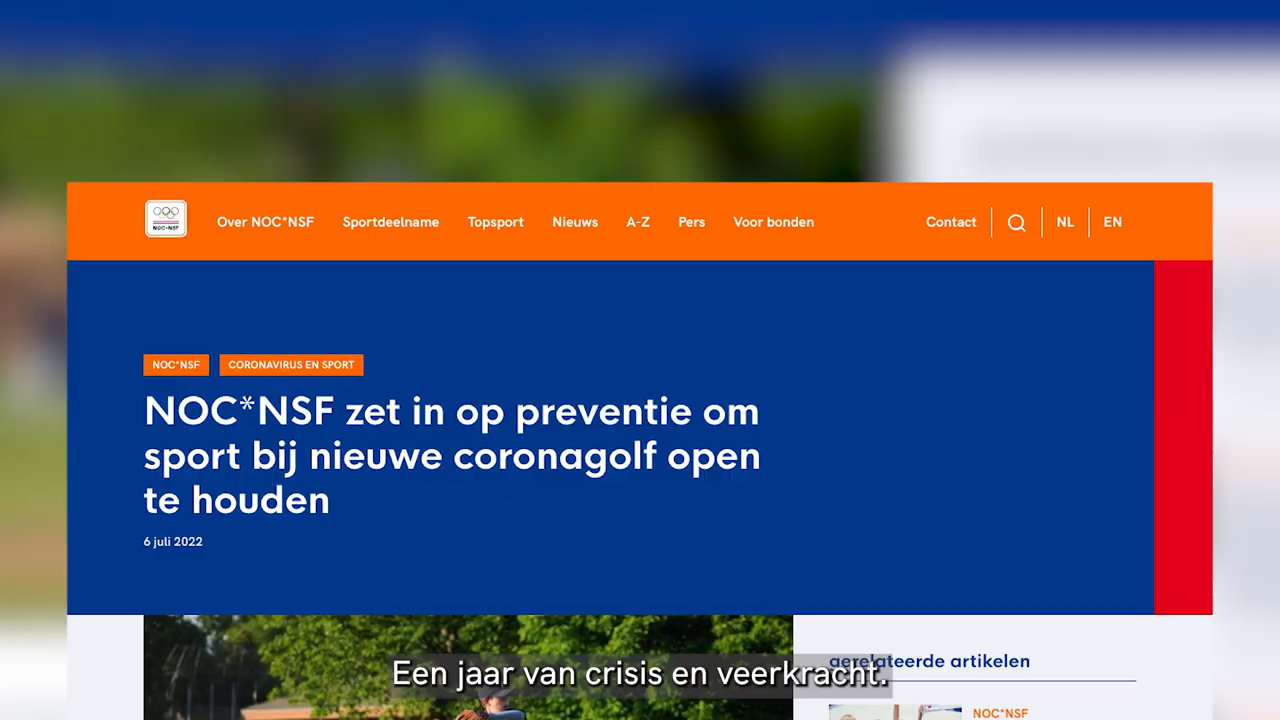 NOC*NSF
Over NOC*NSF
Sportdeelname
Topsport
Nieuws
A-Z
Pers
Voor bonden
Contact
NL
EN
NOC*NSF
CORONAVIRUS EN SPORT
NOC*NSF zet in op preventie om
sport bij nieuwe coronagolf open
te houden
6 juli 2022
gerelateerde artikelen
Een jaar van crisis en veerkracht.
NOC*NSF